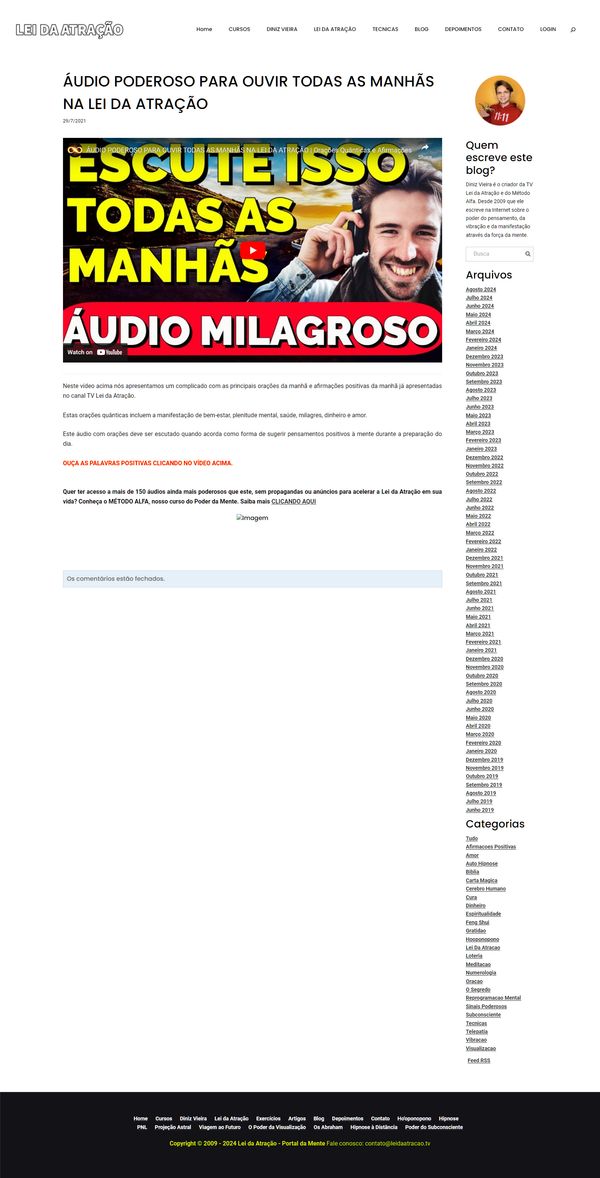 LEI DA ATRAÇÃO
Home CURSOS DINIZ VIEIRA LEI DA ATRAÇÃO TECNICAS BLOG DEPOIMENTOS CONTATO LOGIN
ÁUDIO PODEROSO PARA OUVIR TODAS AS MANHÃS
NA LEI DA ATRAÇÃO
29/7/2021
ÁUDIO PODEROSO PARA OUVIR TODAS AS MANHÃS NA LEI DA ATRAÇÃO | Orações Quânticas e Afirmações
Share
ESCUTE ISSO
TODAS AS
MANHÃS
ÁUDIO MILAGROSO
Watch on YouTube
Neste vídeo acima nós apresentamos um complicado com as principais orações da manhã e afirmações positivas da manhã já apresentadas
no canal TV Lei da Atração.
Estas orações quânticas incluem a manifestação de bem-estar, plenitude mental, saúde, milagres, dinheiro e amor.
Este áudio com orações deve ser escutado quando acorda como forma de sugerir pensamentos positivos à mente durante a preparação do
dia.
OUÇA AS PALAVRAS POSITIVAS CLICANDO NO VÍDEO ACIMA.
Quer ter acesso a mais de 150 áudios ainda mais poderosos que este, sem propagandas ou anúncios para acelerar a Lei da Atração em sua
vida? Conheça o MÉTODO ALFA, nosso curso do Poder da Mente. Saiba mais CLICANDO AQUI
Imagem
Os comentários estão fechados.
11:11
Quem
escreve este
blog?
Diniz Vieira é o criador da TV
Lei da Atração e do Método
Alfa. Desde 2009 que ele
escreve na Internet sobre o
poder do pensamento, da
vibração e da manifestação
através da força da mente.
Busca
Arquivos
Agosto 2024
Julho 2024
Junho 2024
Maio 2024
Abril 2024
Março 2024
Fevereiro 2024
Janeiro 2024
Dezembro 2023
Novembro 2023
Outubro 2023
Setembro 2023
Agosto 2023
Julho 2023
Junho 2023
Maio 2023
Abril 2023
Março 2023
Fevereiro 2023
Janeiro 2023
Dezembro 2022
Novembro 2022
Outubro 2022
Setembro 2022
Agosto 2022
Julho 2022
Junho 2022
Maio 2022
Abril 2022
Março 2022
Fevereiro 2022
Janeiro 2022
Dezembro 2021
Novembro 2021
Outubro 2021
Setembro 2021
Agosto 2021
Julho 2021
Junho 2021
Maio 2021
Abril 2021
Março 2021
Fevereiro 2021
Janeiro 2021
Dezembro 2020
Novembro 2020
Outubro 2020
Setembro 2020
Agosto 2020
Julho 2020
Junho 2020
Maio 2020
Abril 2020
Março 2020
Fevereiro 2020
Janeiro 2020
Dezembro 2019
Novembro 2019
Outubro 2019
Setembro 2019
Agosto 2019
Julho 2019
Junho 2019
Categorias
Tudo
Afirmacoes Positivas
Amor
Auto Hipnose
Biblia
Carta Magica
Cerebro Humano
Cura
Dinheiro
Espiritualidade
Feng Shui
Gratidao
Hooponopono
Lei Da Atracao
Loteria
Meditacao
Numerologia
Oracao
O Segredo
Reprogramacao Mental
Sinais Poderosos
Subconsciente
Tecnicas
Telepatia
Vibracao
Visualizacao
Feed RSS
Home Cursos Diniz Vieira Lei da Atração Exercícios Artigos Blog Depoimentos Contato Ho'oponopono Hipnose
PNL Projeção Astral Viagem ao Futuro O Poder da Visualização Os Abraham Hipnose à Distância Poder do Subconsciente
Copyright © 2009 - 2024 Lei da Atração - Portal da Mente Fale conosco: contato@leidaatracao.tv